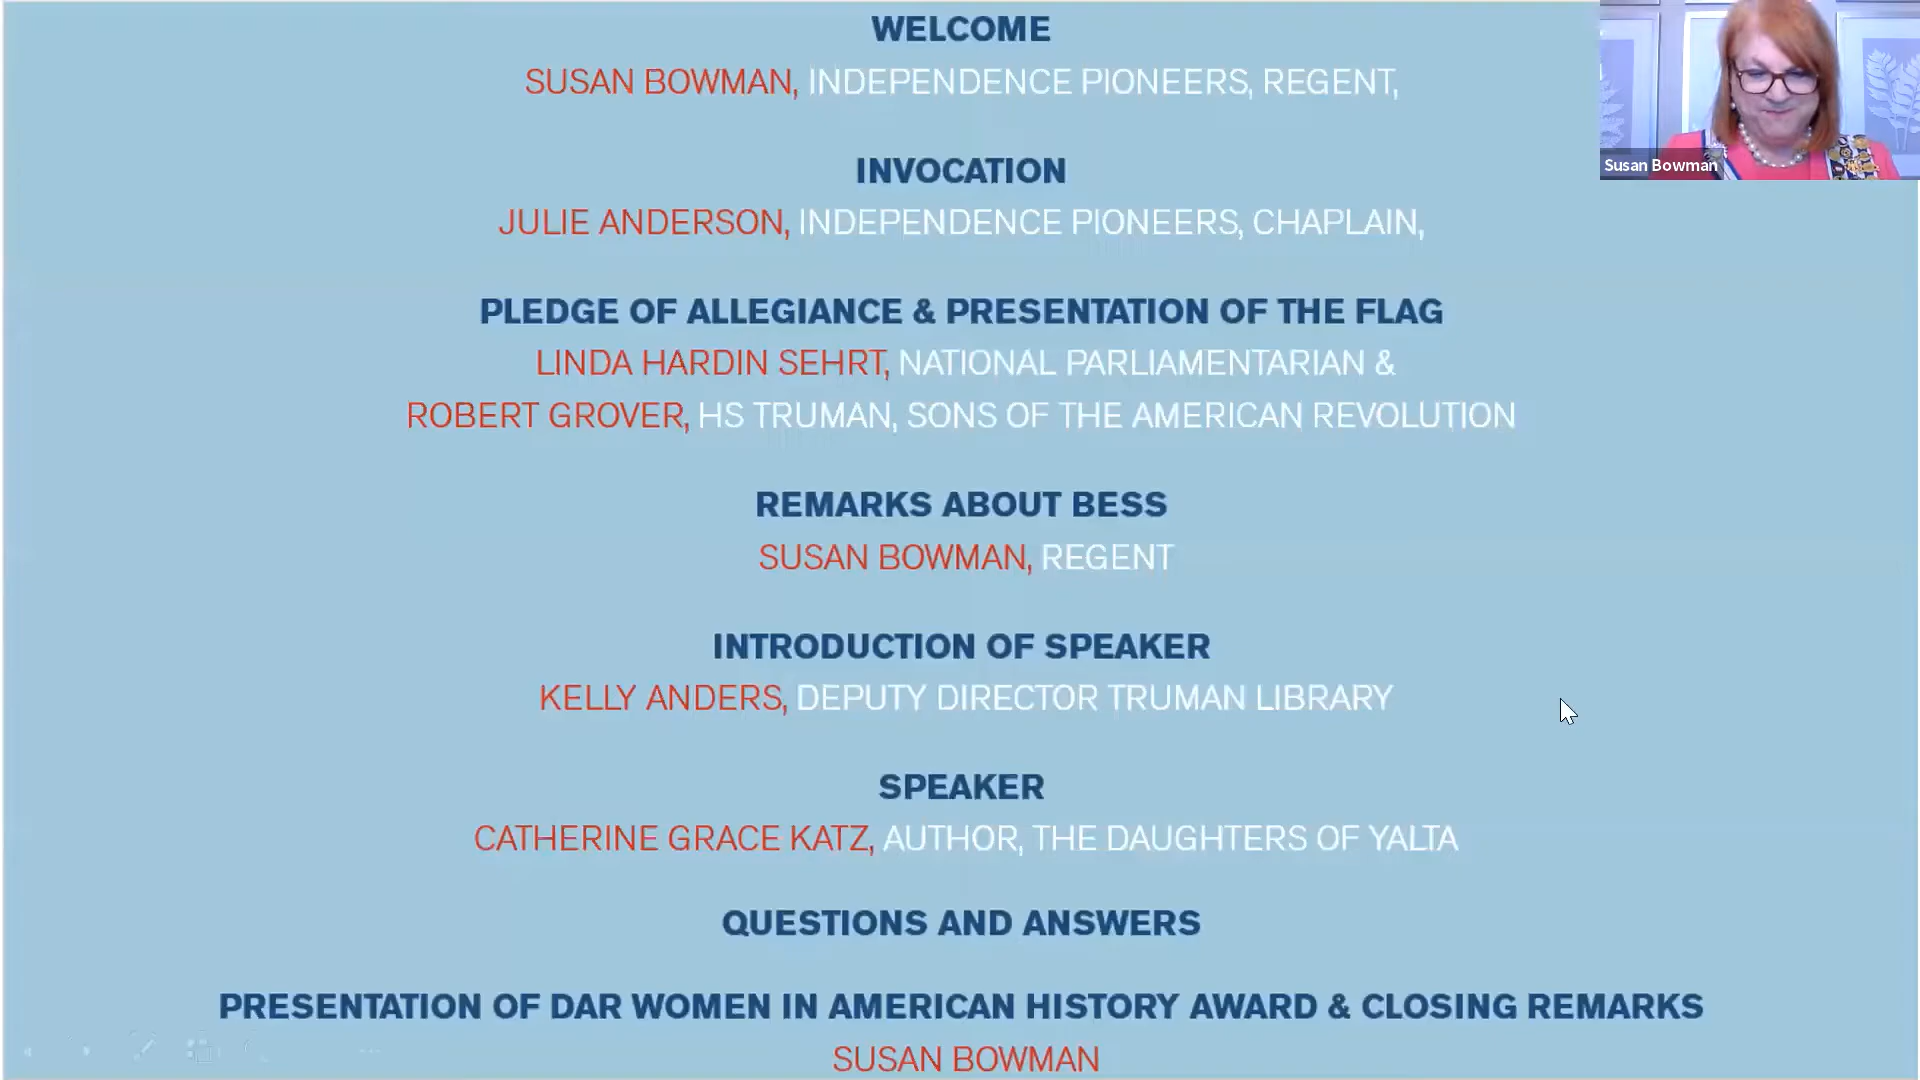 WELCOME
SUSAN BOWMAN, INDEPENDENCE PIONEERS, REGENT,
INVOCATION
JULIE ANDERSON, INDEPENDENCE PIONEERS, CHAPLAIN,
PLEDGE OF ALLEGIANCE & PRESENTATION OF THE FLAG
LINDA HARDIN SEHRT, NATIONAL PARLIAMENTARIAN &
ROBERT GROVER, HS TRUMAN, SONS OF THE AMERICAN REVOLUTION
REMARKS ABOUT BESS
SUSAN BOWMAN, REGENT
INTRODUCTION OF SPEAKER
KELLY ANDERS, DEPUTY DIRECTOR TRUMAN LIBRARY
SPEAKER
CATHERINE GRACE KATZ, AUTHOR, THE DAUGHTERS OF YALTA
QUESTIONS AND ANSWERS
PRESENTATION OF DAR WOMEN IN AMERICAN HISTORY AWARD & CLOSING REMARKS
SUSAN BOWMAN
Susan Bowman